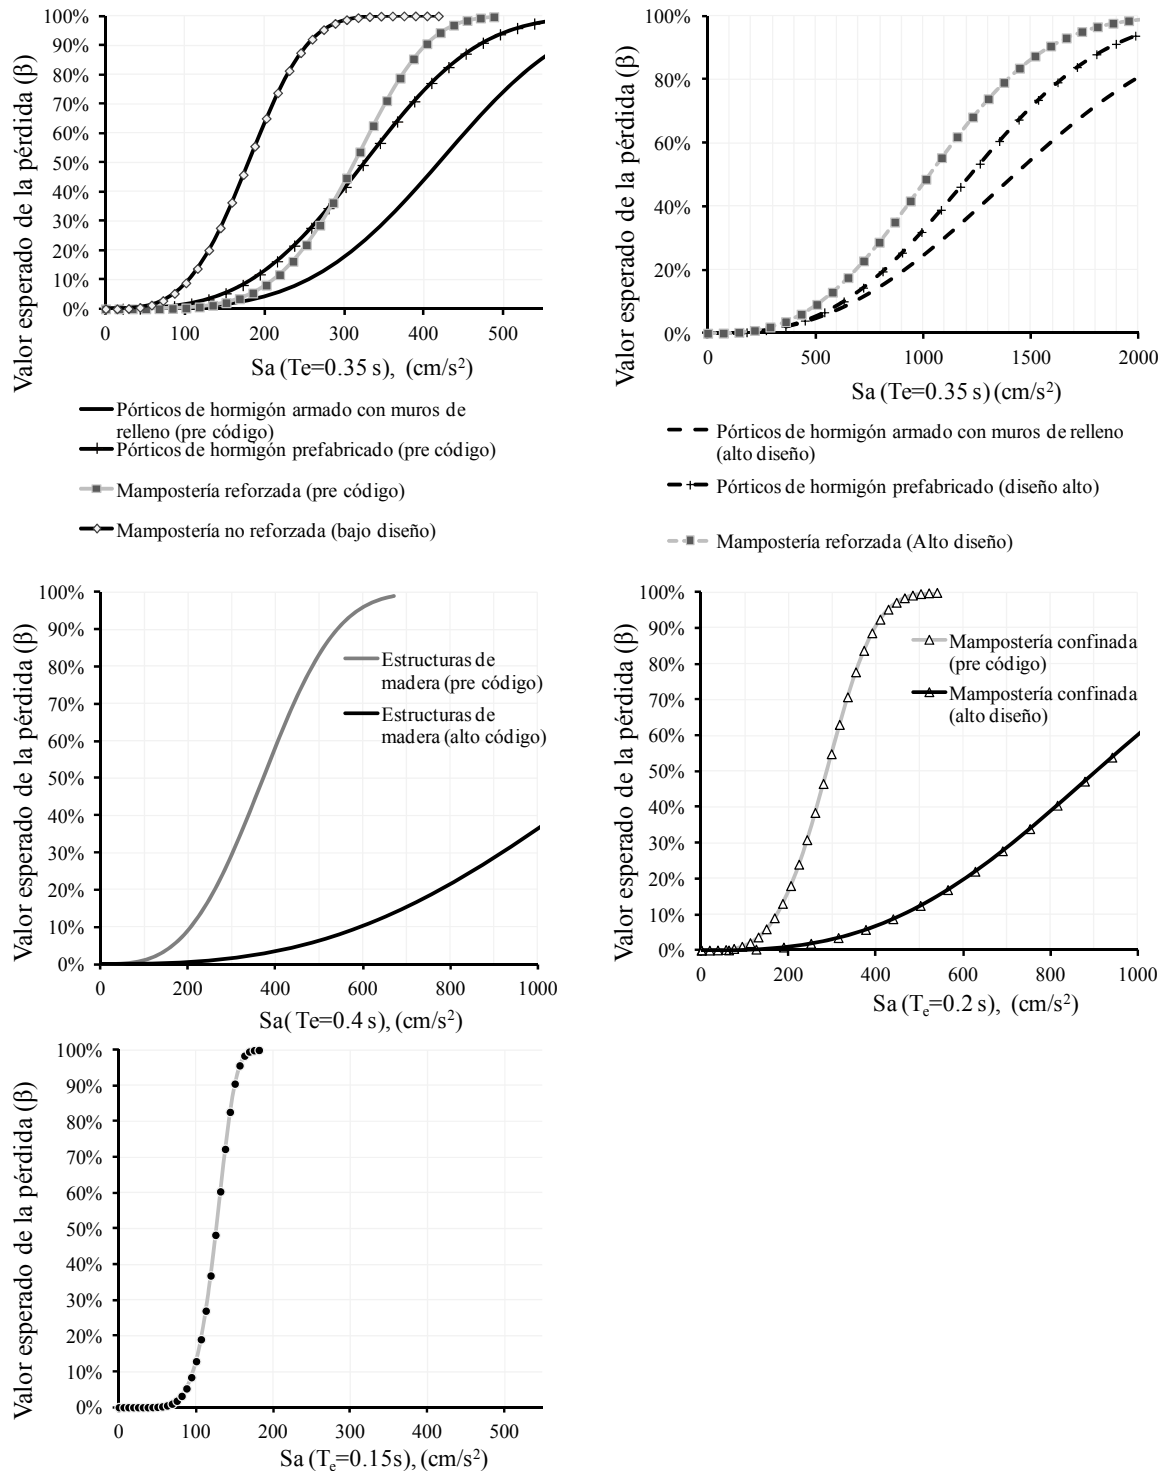 Valor esperado de la pérdida (β)
100%
90%
80%
70%
60%
50%
40%
30%
20%
10%
0%
0
100
200
300
400
500
Sa (Te=0.35 s), (cm/s²)
Pórticos de hormigón armado con muros de
relleno (pre código)
Pórticos de hormigón prefabricado (pre código)
Mampostería reforzada (pre código)
Mampostería no reforzada (bajo diseño)
Valor esperado de la pérdida (β)
100%
80%
60%
40%
20%
0%
0
500
1000
1500
2000
Sa (Te=0.35 s) (cm/s²)
Pórticos de hormigón armado con muros de relleno
(alto diseño)
Pórticos de hormigón prefabricado (diseño alto)
Mampostería reforzada (Alto diseño)
Valor esperado de la pérdida (β)
100%
90%
80%
70%
60%
50%
40%
30%
20%
10%
0%
0
200
400
600
800
1000
Sa( Te=0.4 s), (cm/s²)
Estructuras de
madera (pre código)
Estructuras de
madera (alto código)
Valor esperado de la pérdida (β)
100%
90%
80%
70%
60%
50%
40%
30%
20%
10%
0%
0
200
400
600
800
1000
Sa (Tₑ=0.2 s), (cm/s²)
Mampostería confinada
(pre código)
Mampostería confinada
(alto diseño)
Valor esperado de la pérdida (β)
100%
90%
80%
70%
60%
50%
40%
30%
20%
10%
0%
0
100
200
300
400
500
Sa (Tₑ=0.15s), (cm/s²)